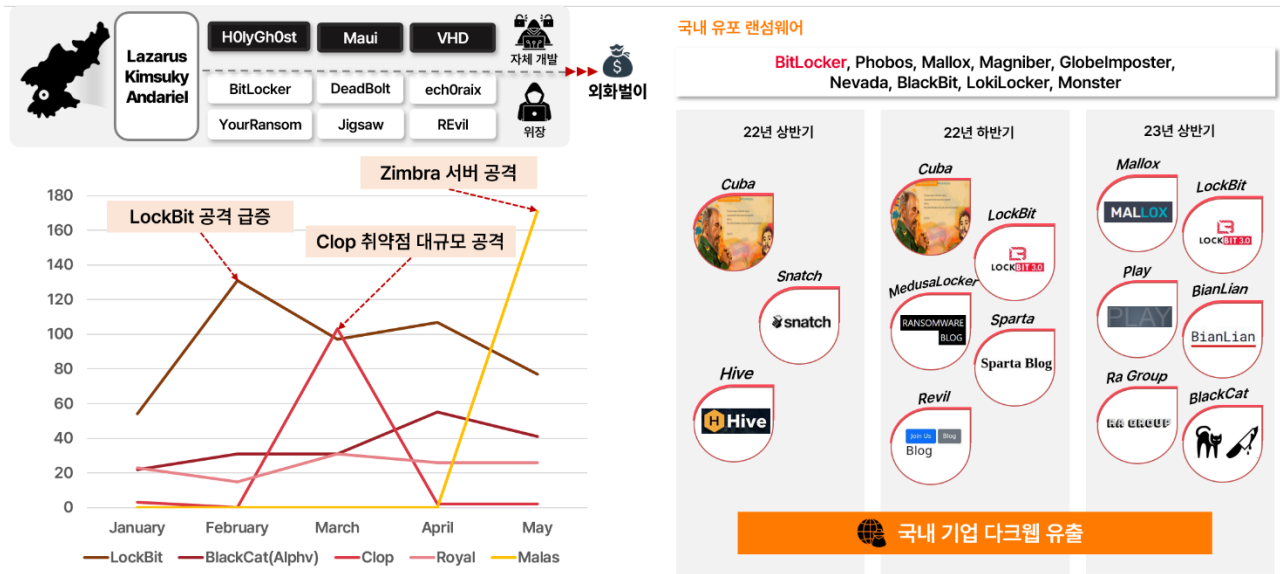 Lazarus
Kimsuky
Andariel
H0lyGh0st
Maui
VHD
자체 개발
BitLocker
DeadBolt
ech0raix
YourRansom
Jigsaw
REvil
위장
외화벌이
Zimbra 서버 공격
LockBit 공격 급증
Clop 취약점 대규모 공격
180
160
140
120
100
80
60
40
20
0
January
February
March
April
May
LockBit
BlackCat(Alphv)
Clop
Royal
Malas
국내 유포 랜섬웨어
BitLocker, Phobos, Mallox, Magniber, GlobeImposter,
Nevada, BlackBit, LokiLocker, Monster
22년 상반기
Cuba
Snatch
snatch
Hive
Hive
22년 하반기
Cuba
LockBit
LOCKBIT 3.0
MedusaLocker
RANSOMWARE
BLOG
Sparta
Sparta Blog
Revil
Join Us
Blog
Blog
23년 상반기
Mallox
MALLOX
LockBit
LOCKBIT 3.0
Play
PLAY
BianLian
BianLian
Ra Group
RA GROUP
BlackCat
국내 기업 다크웹 유출